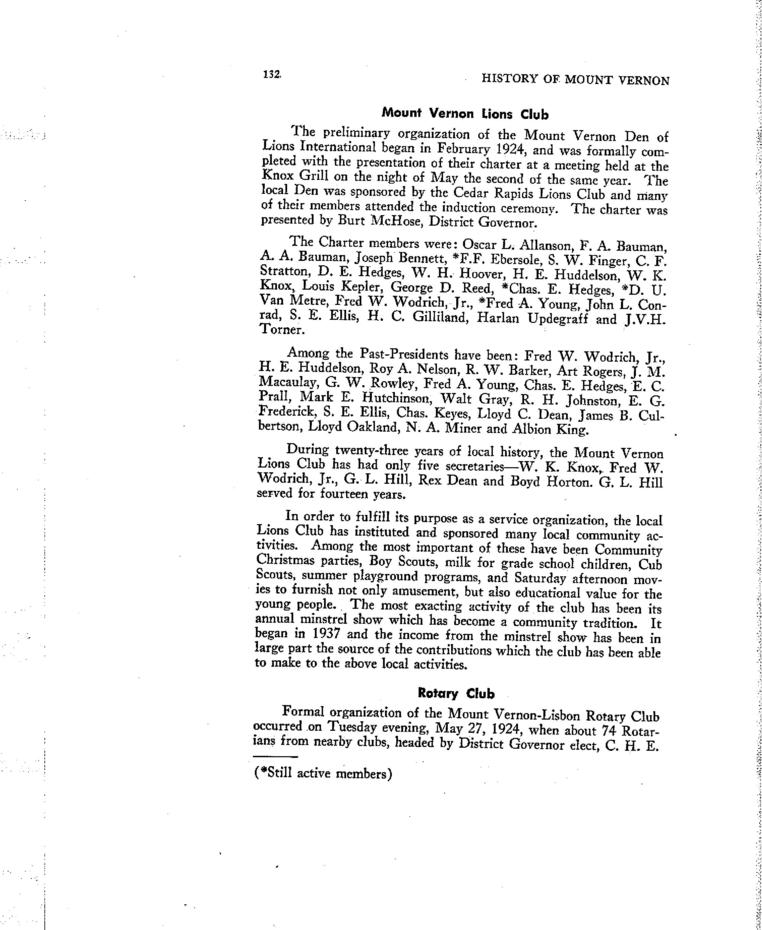 132
HISTORY OF MOUNT VERNON
Mount Vernon Lions Club
The preliminary organization of the Mount Vernon Den of
Lions International began in February 1924, and was formally com-
pleted with the presentation of their charter at a meeting held at the
Knox Grill on the night of May the second of the same year. The
local Den was sponsored by the Cedar Rapids Lions Club and many
of their members attended the induction ceremony. The charter was
presented by Burt McHose, District Governor.
The Charter members were: Oscar L. Allanson, F. A. Bauman,
A. A. Bauman, Joseph Bennett, *F.F. Ebersole, S. W. Finger, C. F.
Stratton, D. E. Hedges, W. H. Hoover, H. E. Huddelson, W. K.
Knox, Louis Kepler, George D. Reed, *Chas. E. Hedges, *D. U.
Van Metre, Fred W. Wodrich, Jr., *Fred A. Young, John L. Con-
rad, S. E. Ellis, H. C. Gilliland, Harlan Updegraff and J.V.H.
Torner.
Among the Past-Presidents have been: Fred W. Wodrich, Jr.,
H. E. Huddelson, Roy A. Nelson, R. W. Barker, Art Rogers, J. M.
Macaulay, G. W. Rowley, Fred A. Young, Chas. E. Hedges, E. C.
Prall, Mark E. Hutchinson, Walt Gray, R. H. Johnston, E. G.
Frederick, S. E. Ellis, Chas. Keyes, Lloyd C. Dean, James B. Cul-
bertson, Lloyd Oakland, N. A. Miner and Albion King.
During twenty-three years of local history, the Mount Vernon
Lions Club has had only five secretaries—W. K. Knox, Fred W.
Wodrich, Jr., G. L. Hill, Rex Dean and Boyd Horton. G. L. Hill
served for fourteen years.
In order to fulfill its purpose as a service organization, the local
Lions Club has instituted and sponsored many local community ac-
tivities. Among the most important of these have been Community
Christmas parties, Boy Scouts, milk for grade school children, Cub
Scouts, summer playground programs, and Saturday afternoon mov-
ies to furnish not only amusement, but also educational value for the
young people. The most exacting activity of the club has been its
annual minstrel show which has become a community tradition. It
began in 1937 and the income from the minstrel show has been in
large part the source of the contributions which the club has been able
to make to the above local activities.
Rotary Club
Formal organization of the Mount Vernon-Lisbon Rotary Club
occurred on Tuesday evening, May 27, 1924, when about 74 Rotar-
ians from nearby clubs, headed by District Governor elect, C. H. E.
(*Still active members)